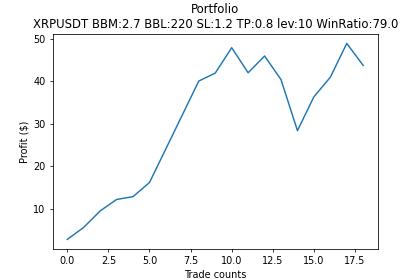 Portfolio
XRPUSDT BBM:2.7 BBL:220 SL:1.2 TP:0.8 lev:10 WinRatio:79.0
50
40
30
20
10
Profit ($)
0.0 2.5 5.0 7.5 10.0 12.5 15.0 17.5
Trade counts